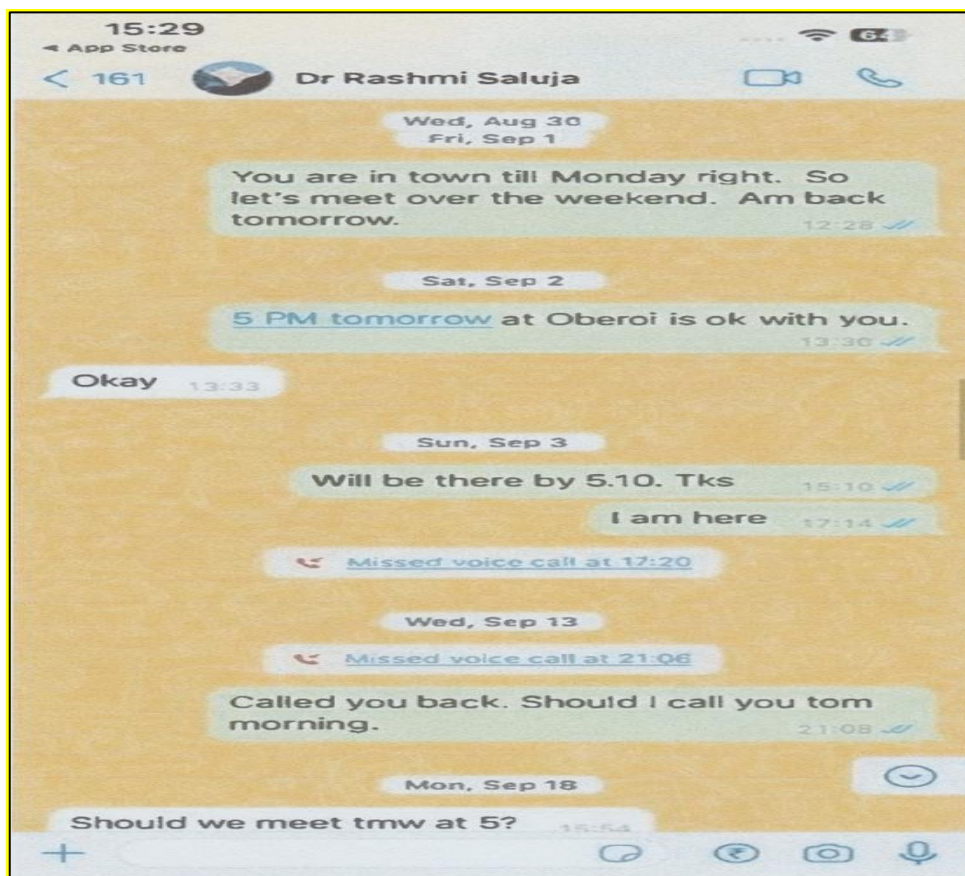 15:29
App Store
64
161
Dr Rashmi Saluja
Wed, Aug 30
Fri, Sep 1
You are in town till Monday right. So
let's meet over the weekend. Am back
tomorrow.
12:28
Sat, Sep 2
5 PM tomorrow at Oberoi is ok with you.
13:30
Okay 13:33
Sun, Sep 3
Will be there by 5.10. Tks 15:10
I am here 17:14
Missed voice call at 17:20
Wed, Sep 13
Missed voice call at 21:06
Called you back. Should I call you tom
morning.
21:08
Mon, Sep 18
Should we meet tmw at 5? 15:54